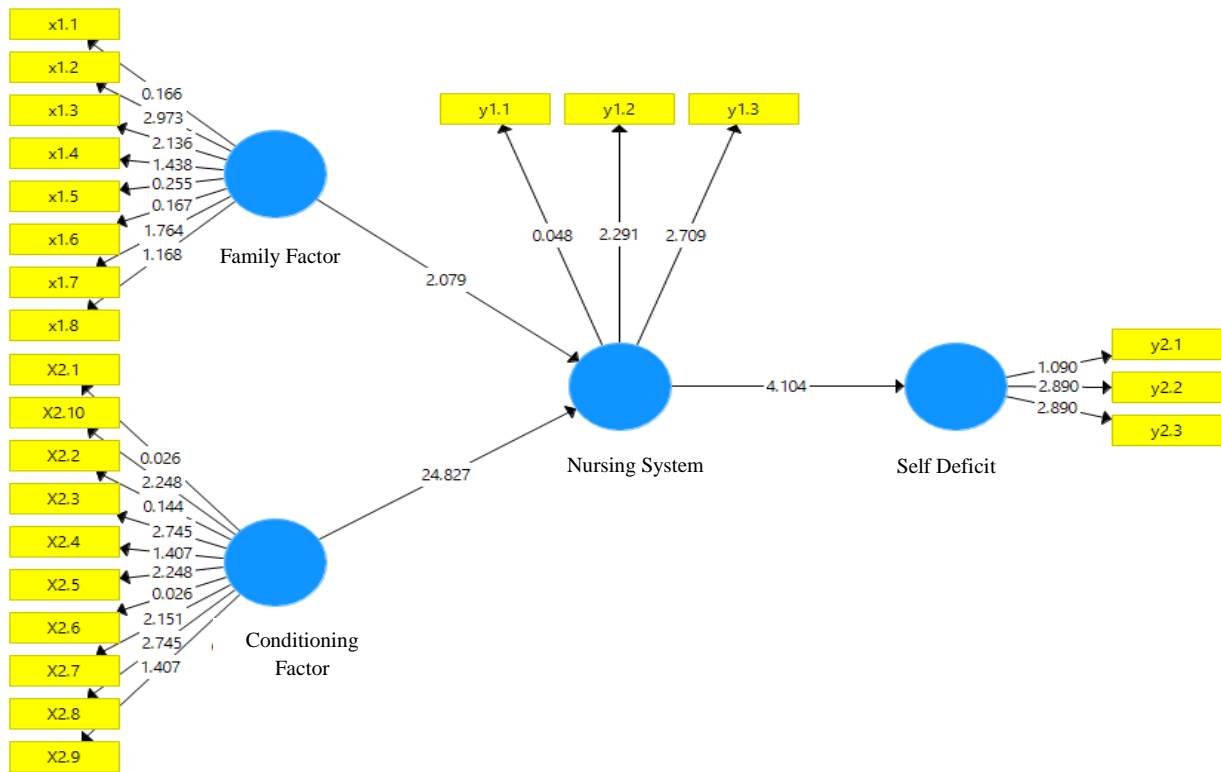 x1.1
x1.2
x1.3
x1.4
x1.5
x1.6
x1.7
x1.8
0.166
2.973
2.136
1.438
0.255
0.167
1.764
1.168
Family Factor
2.079
X2.1
X2.10
X2.2
X2.3
X2.4
X2.5
X2.6
X2.7
X2.8
X2.9
0.026
2.248
0.144
2.745
1.407
2.248
0.026
2.151
2.745
1.407
Conditioning
Factor
24.827
y1.1
y1.2
y1.3
0.048
2.291
2.709
Nursing System
4.104
Self Deficit
1.090
2.890
2.890
y2.1
y2.2
y2.3